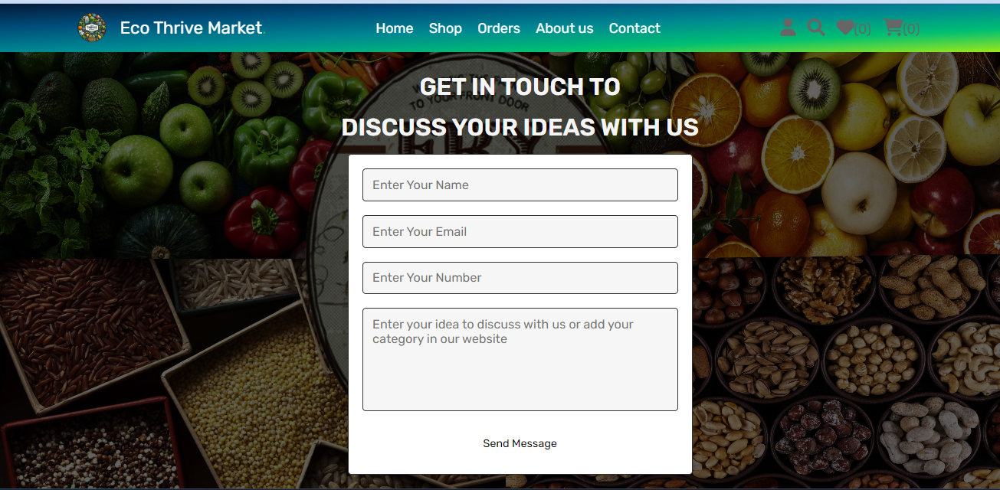 Eco Thrive Market.
Home Shop Orders About us Contact
(0) (0)
GET IN TOUCH TO
TO YOUR FRONT DOOR
DISCUSS YOUR IDEAS WITH US
Enter Your Name
Enter Your Email
Enter Your Number
Enter your idea to discuss with us or add your
category in our website
Send Message